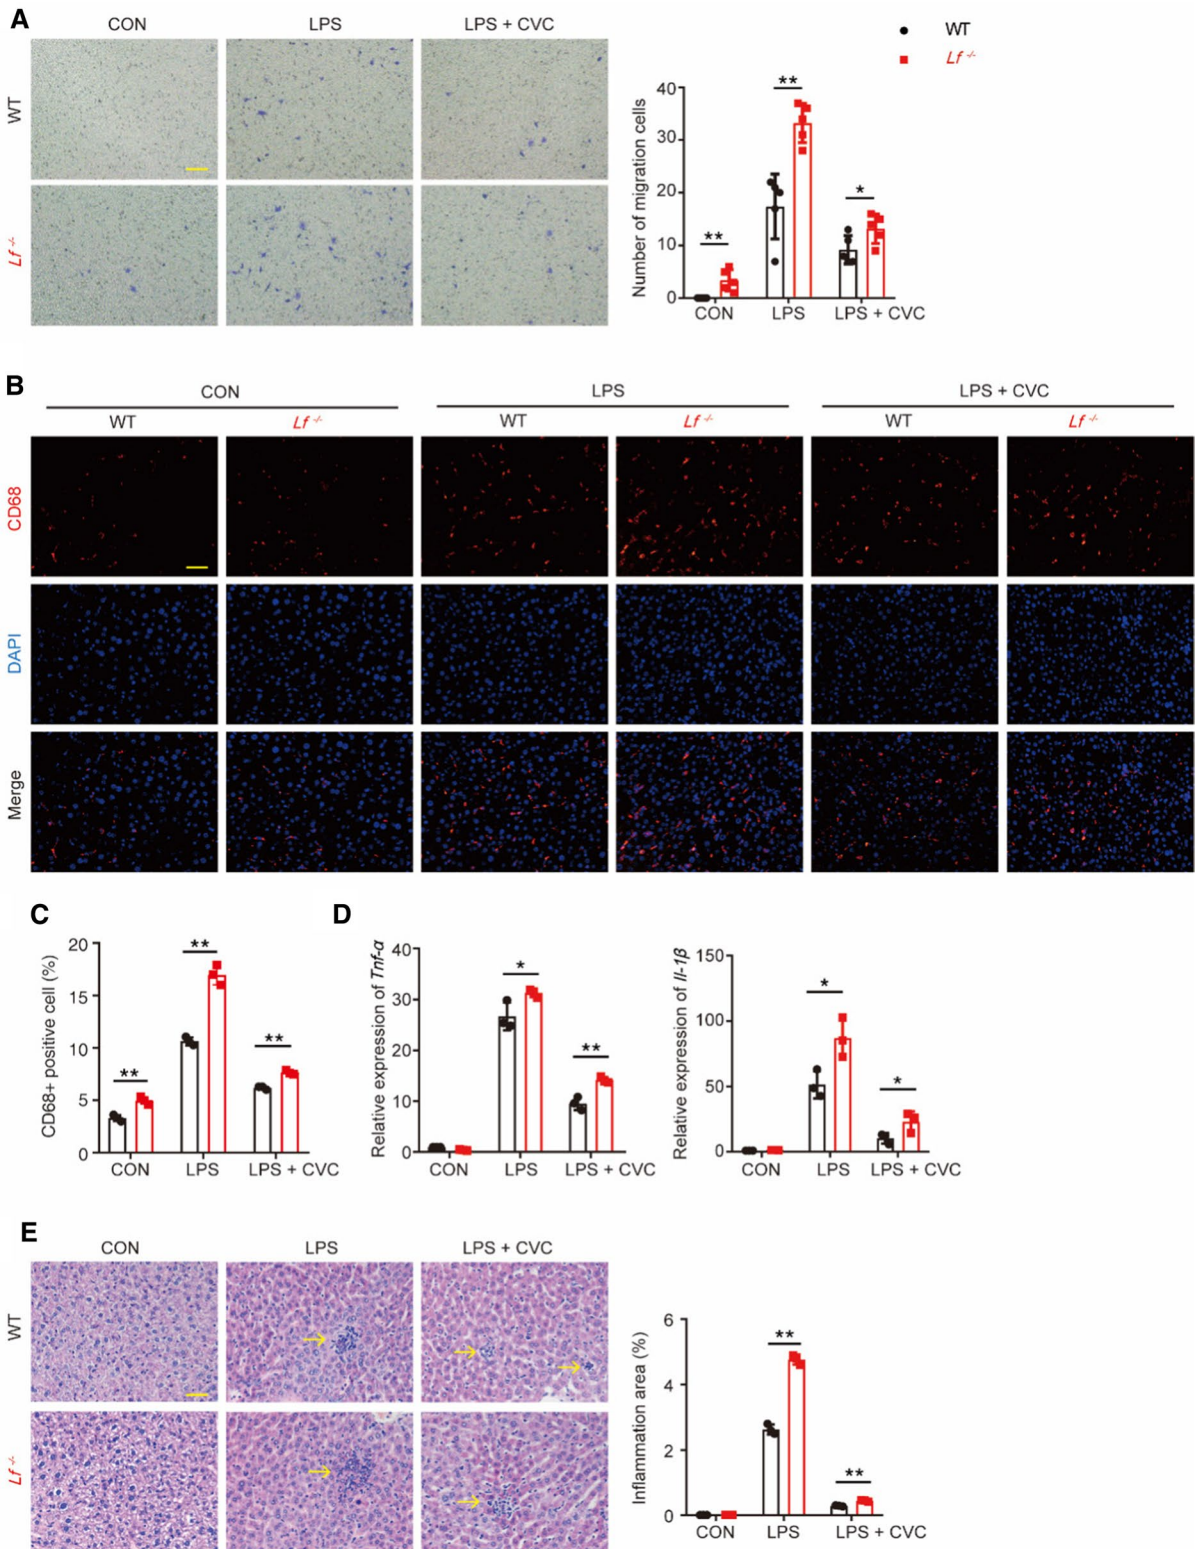 A
CON
LPS
LPS + CVC
WT
Lf -/-
WT
Lf -/-
Number of migration cells
40
30
20
10
0
**
**
*
CON
LPS
LPS + CVC
B
CON
LPS
LPS + CVC
WT
Lf -/-
WT
Lf -/-
WT
Lf -/-
CD68
DAPI
Merge
C
CD68+ positive cell (%)
20
15
10
5
0
**
**
**
CON
LPS
LPS + CVC
D
Relative expression of Tnf-α
40
30
20
10
0
*
**
CON
LPS
LPS + CVC
Relative expression of Il-1β
150
100
50
0
*
*
CON
LPS
LPS + CVC
E
CON
LPS
LPS + CVC
WT
Lf -/-
Inflammation area (%)
6
4
2
0
**
**
CON
LPS
LPS + CVC